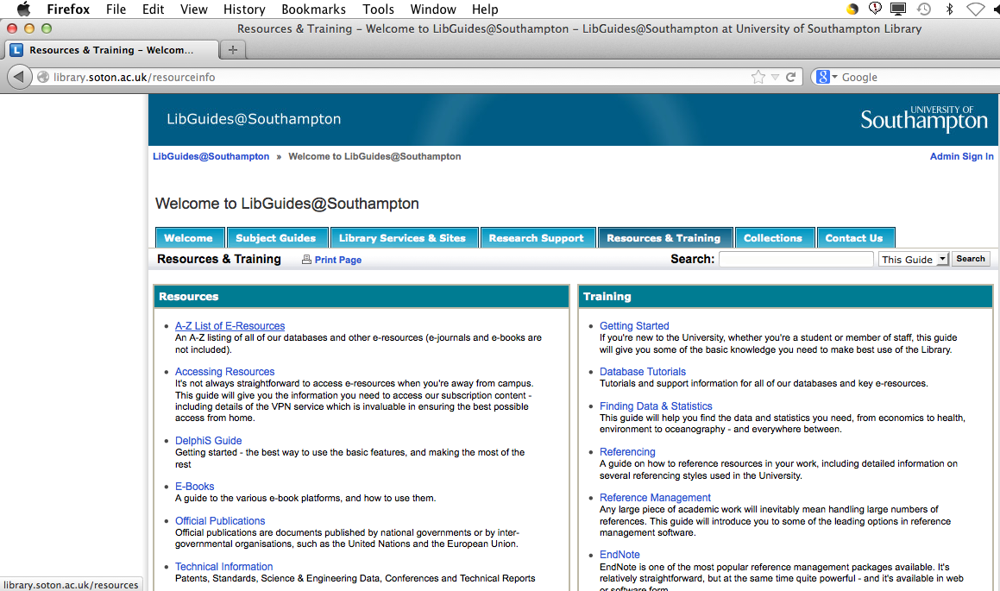 Firefox File Edit View History Bookmarks Tools Window Help
Resources & Training – Welcome to LibGuides@Southampton – LibGuides@Southampton at University of Southampton Library
L Resources & Training – Welcom... +
library.soton.ac.uk/resourceinfo
8 Google
LibGuides@Southampton
UNIVERSITY OF
Southampton
LibGuides@Southampton » Welcome to LibGuides@Southampton
Admin Sign In
Welcome to LibGuides@Southampton
Welcome Subject Guides Library Services & Sites Research Support Resources & Training Collections Contact Us
Resources & Training Print Page Search: This Guide Search
Resources
A-Z List of E-Resources
An A-Z listing of all of our databases and other e-resources (e-journals and e-books are
not included).
Accessing Resources
It's not always straightforward to access e-resources when you're away from campus.
This guide will give you the information you need to access our subscription content -
including details of the VPN service which is invaluable in ensuring the best possible
access from home.
DelphiS Guide
Getting started - the best way to use the basic features, and making the most of the
rest
E-Books
A guide to the various e-book platforms, and how to use them.
Official Publications
Official publications are documents published by national governments or by inter-
governmental organisations, such as the United Nations and the European Union.
Technical Information
Patents, Standards, Science & Engineering Data, Conferences and Technical Reports
Training
Getting Started
If you're new to the University, whether you're a student or member of staff, this guide
will give you some of the basic knowledge you need to make best use of the Library.
Database Tutorials
Tutorials and support information for all of our databases and key e-resources.
Finding Data & Statistics
This guide will help you find the data and statistics you need, from economics to health,
environment to oceanography - and everywhere between.
Referencing
A guide on how to reference resources in your work, including detailed information on
several referencing styles used in the University.
Reference Management
Any large piece of academic work will inevitably mean handling large numbers of
references. This guide will introduce you to some of the leading options in reference
management software.
EndNote
EndNote is one of the most popular reference management packages available. It's
relatively straightforward, but at the same time quite powerful - and it's available in web
or software form
library.soton.ac.uk/resources